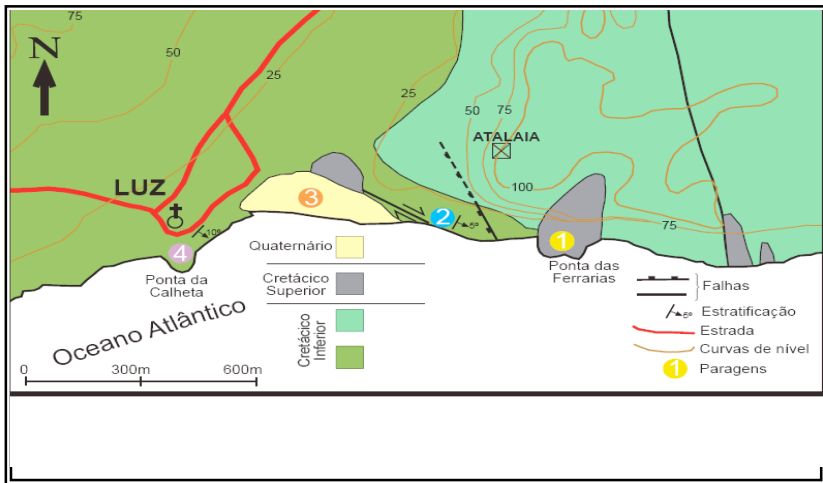 75
N
50
25
25
50
75
ATALAIA
LUZ
100
3
2
5º
10º
1
75
4
Ponta da
Calheta
Quaternário
Cretácico
Superior
Cretácico
Inferior
Ponta das
Ferrarias
Oceano Atlântico
0
300m
600m
Falhas
6º
Estratificação
Estrada
Curvas de nível
1
Paragens